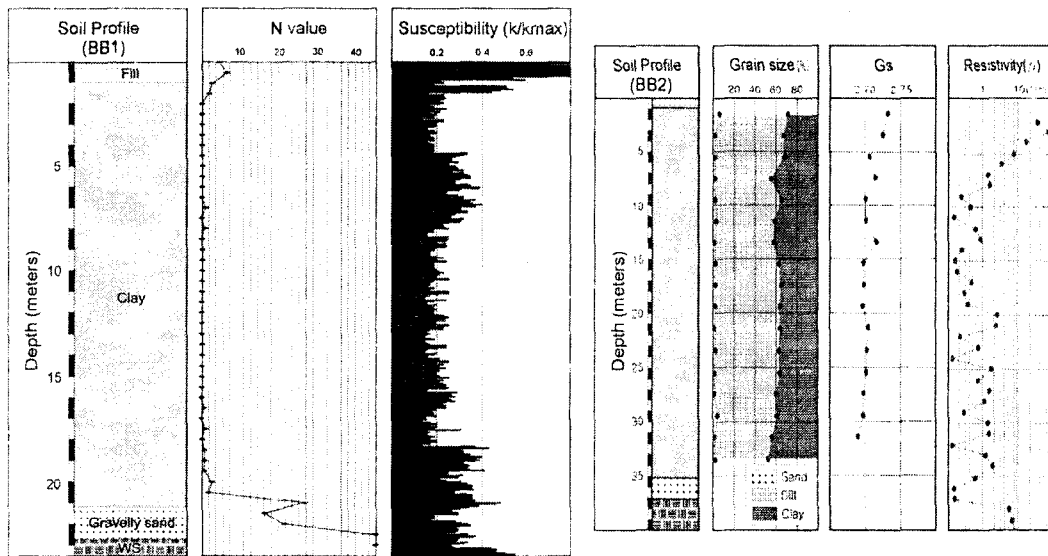 Soil Profile
(BB1)
N value
Susceptibility (k/kmax)
10 20 30 40
0.2 0.4 0.6
Fill
5
10
Clay
15
20
Gravelly sand
WS
Depth (meters)
Soil Profile
(BB2)
Grain size
Gs
20 40 60 80
2.70 2.75
5
10
15
20
25
30
35
Depth (meters)
Sand
Clay